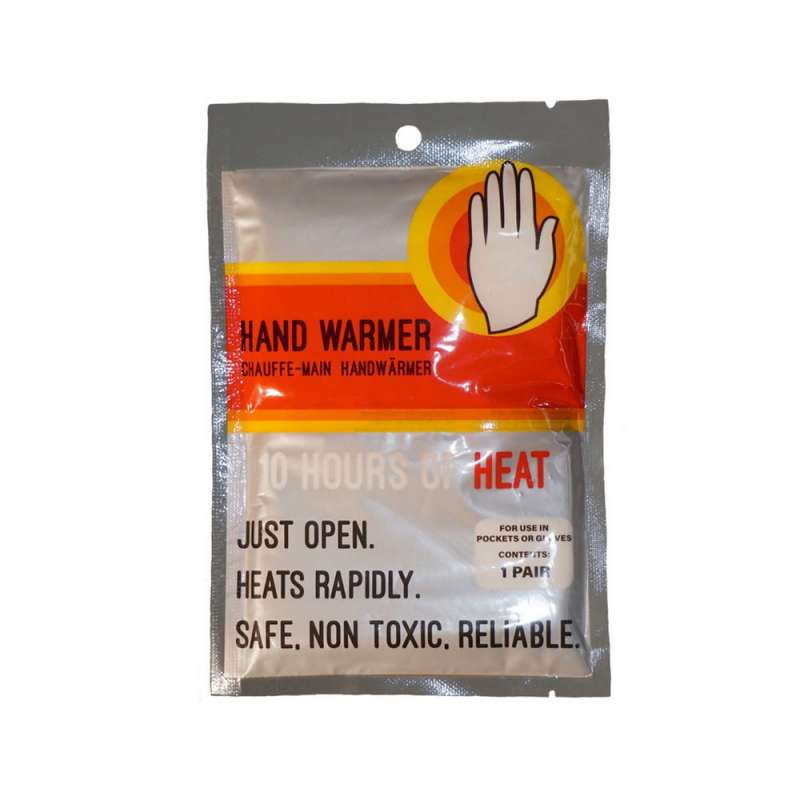 HAND WARMER
CHAUFFE-MAIN HANDWÄRMER
10 HOURS OF HEAT
JUST OPEN.
HEATS RAPIDLY.
SAFE, NON TOXIC, RELIABLE.
FOR USE IN
POCKETS OR GLOVES
CONTENTS:
1 PAIR